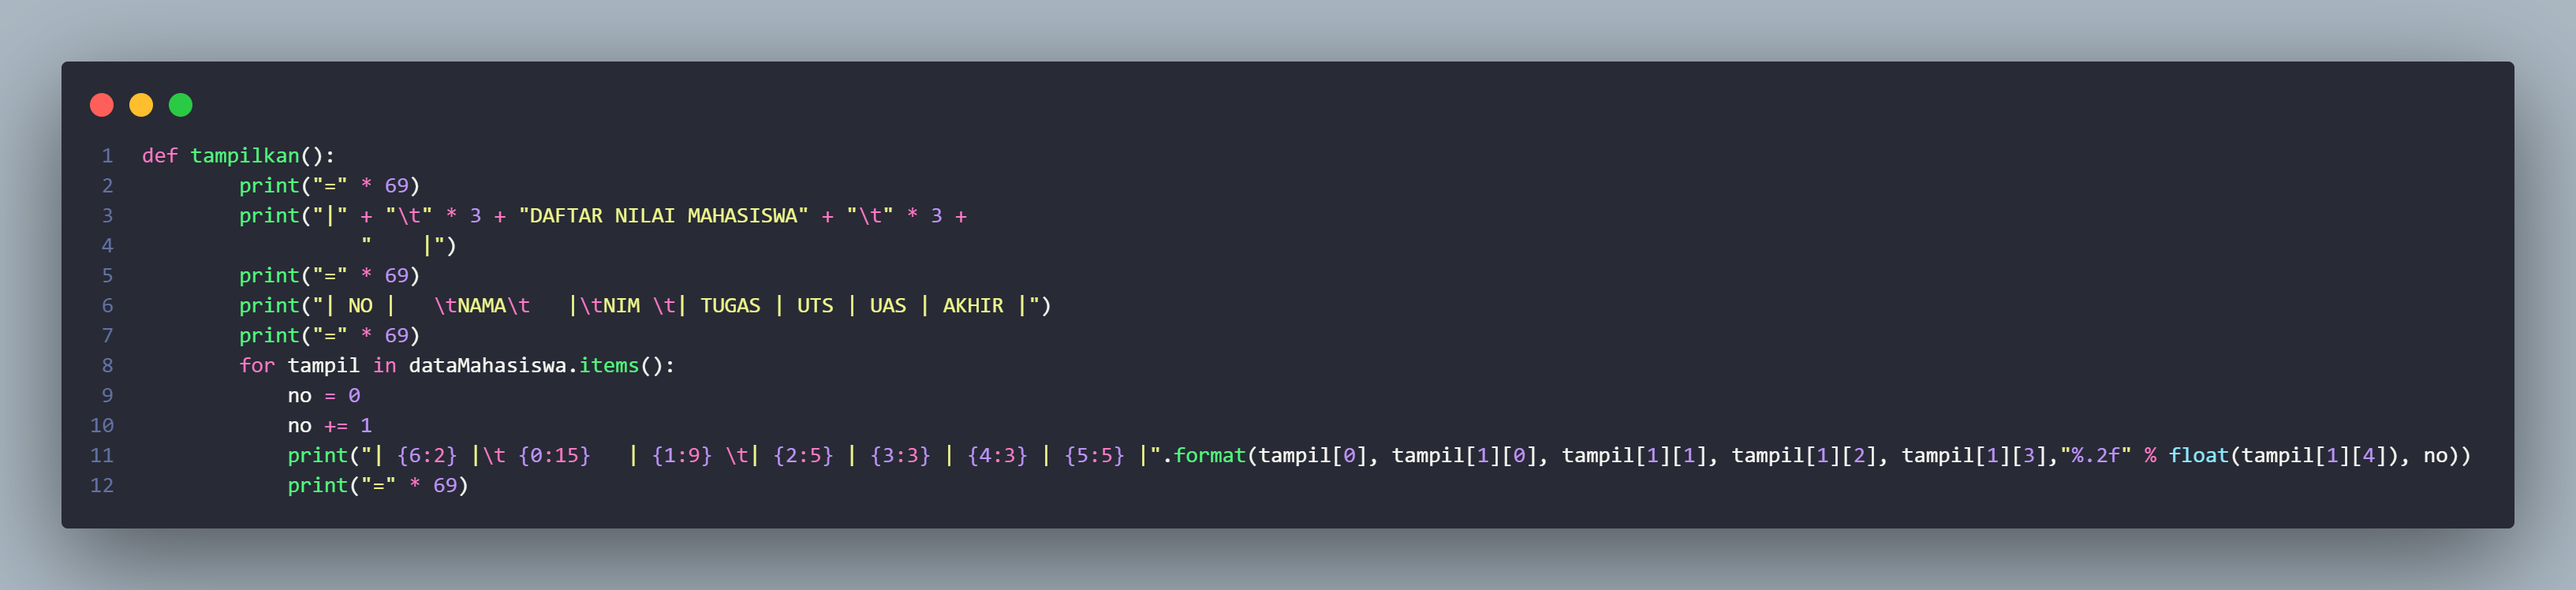 1 def tampilkan():
2         print("=" * 69)
3         print("|" + "\t" * 3 + "DAFTAR NILAI MAHASISWA" + "\t" * 3 +
4                   "    |")
5         print("=" * 69)
6         print("| NO |   \tNAMA\t   |\tNIM \t| TUGAS | UTS | UAS | AKHIR |")
7         print("=" * 69)
8         for tampil in dataMahasiswa.items():
9             no = 0
10             no += 1
11             print("| {6:2} |\t {0:15}   | {1:9} \t| {2:5} | {3:3} | {4:3} | {5:5} |".format(tampil[0], tampil[1][0], tampil[1][1], tampil[1][2], tampil[1][3],"%.2f" % float(tampil[1][4]), no))
12             print("=" * 69)